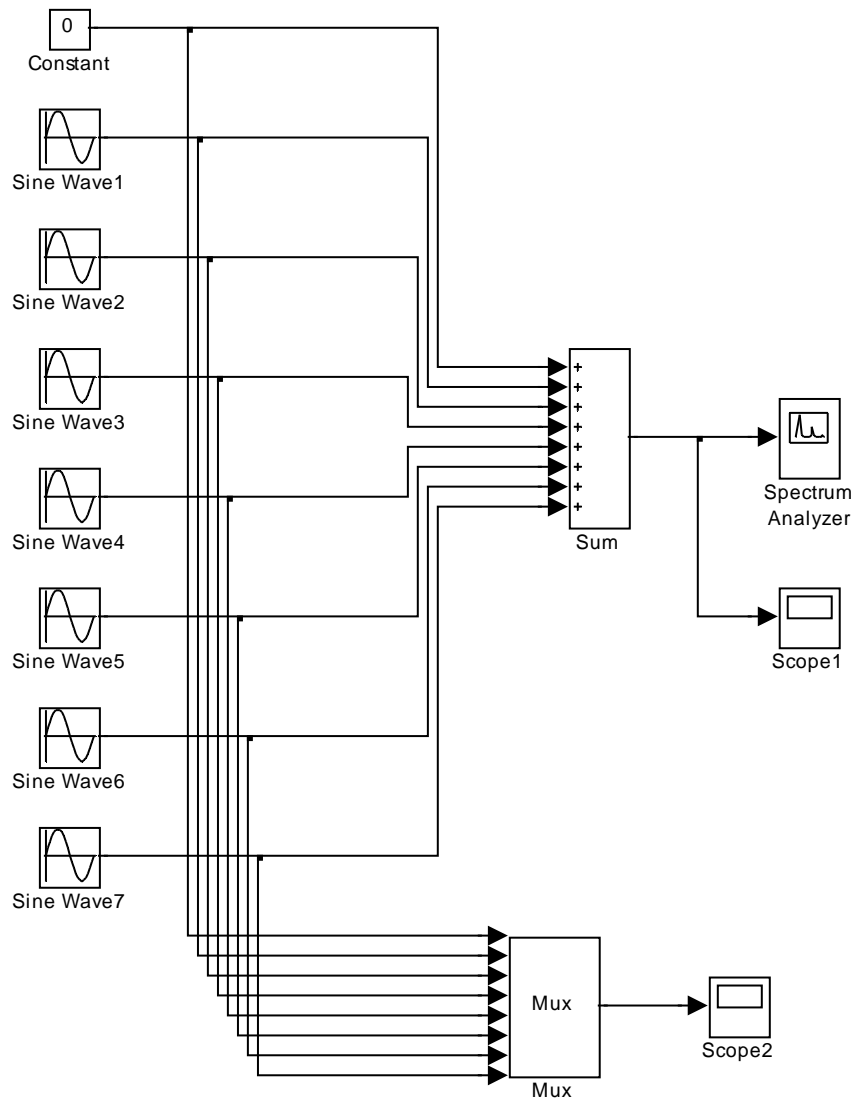 0
Constant
Sine Wave1
Sine Wave2
Sine Wave3
Sine Wave4
Sine Wave5
Sine Wave6
Sine Wave7
+
+
+
+
+
+
+
+
Sum
Spectrum
Analyzer
Scope1
Mux
Mux
Scope2